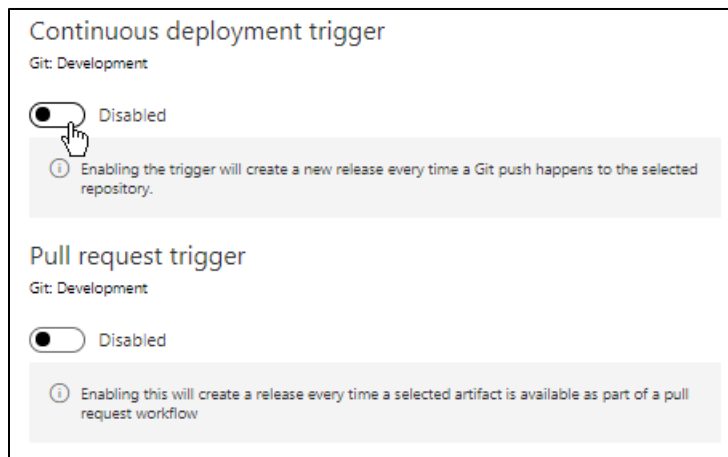 Continuous deployment trigger
Git: Development
Disabled
Enabling the trigger will create a new release every time a Git push happens to the selected
repository.
Pull request trigger
Git: Development
Disabled
Enabling this will create a release every time a selected artifact is available as part of a pull
request workflow